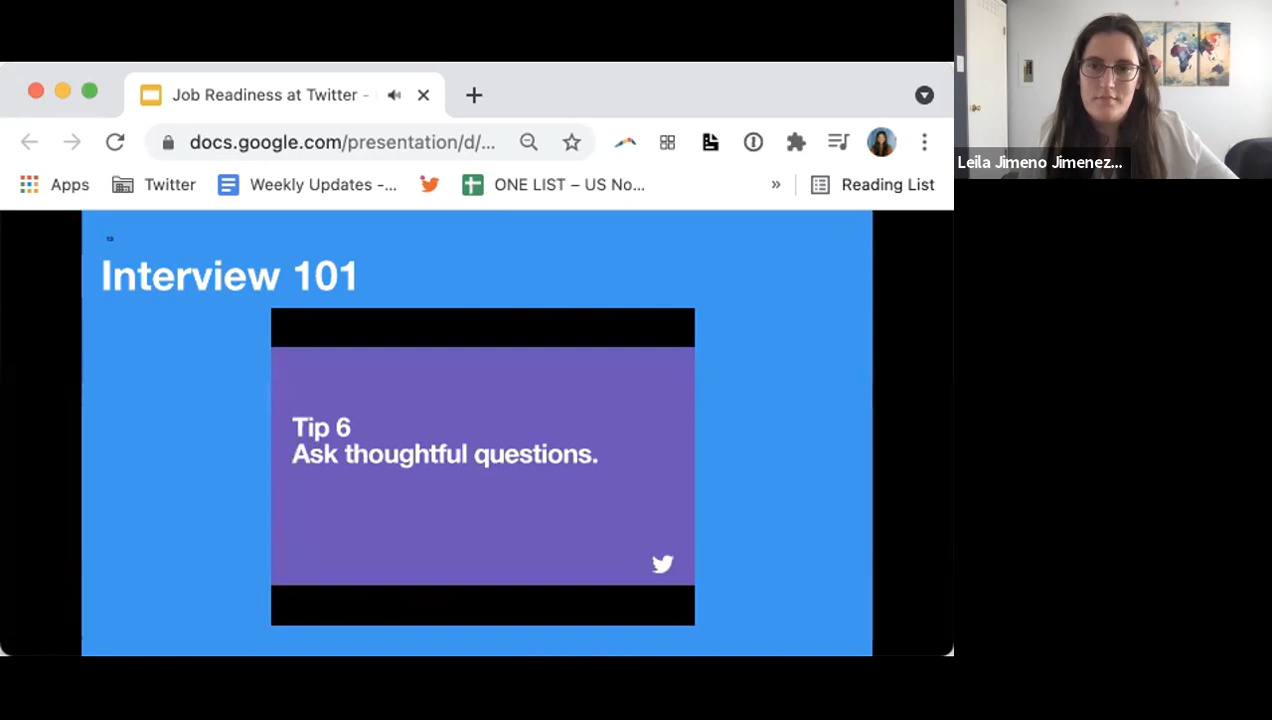 Job Readiness at Twitter -
docs.google.com/presentation/d/...
Apps
Twitter
Weekly Updates -...
ONE LIST – US No...
»
Reading List
Leila Jimeno Jimenez...
Interview 101
Tip 6
Ask thoughtful questions.